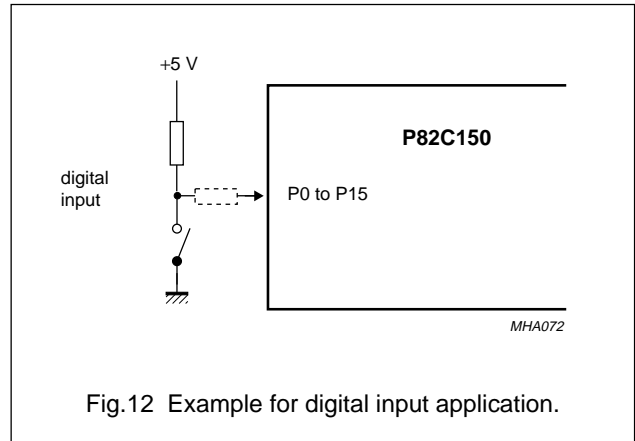 +5 V
P82C150
digital
input
P0 to P15
MHA072
Fig.12 Example for digital input application.